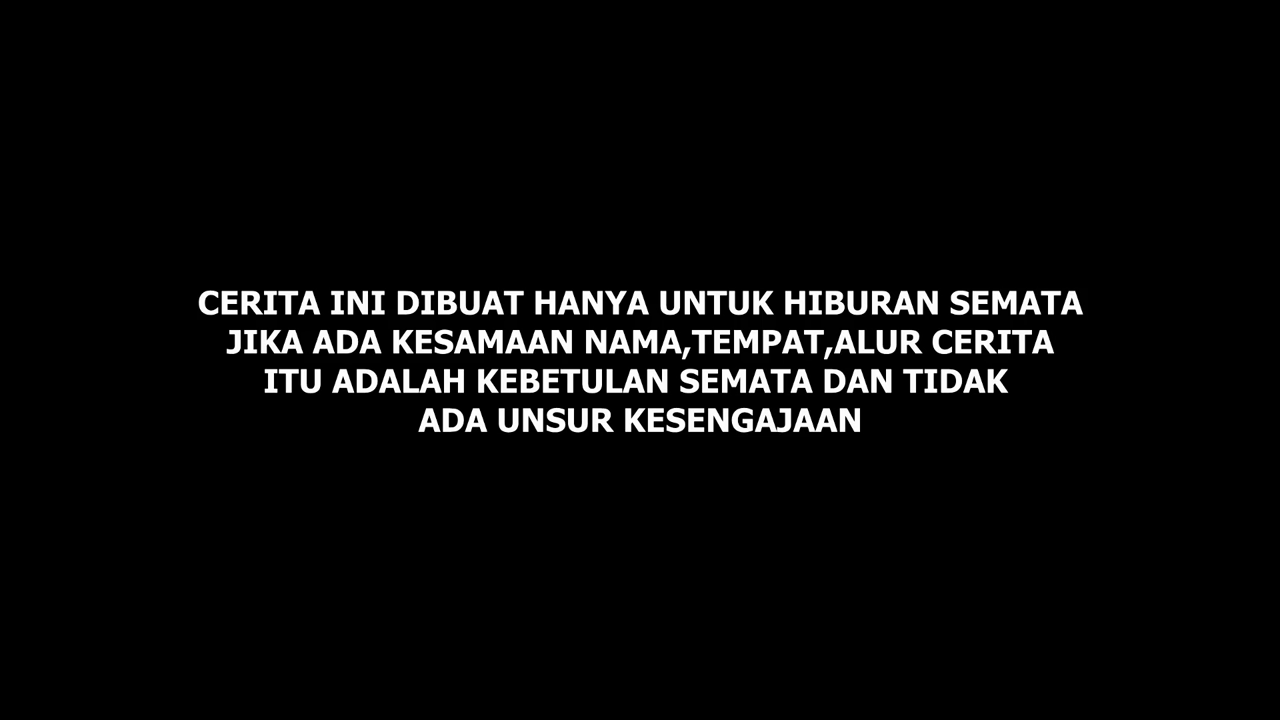 CERITA INI DIBUAT HANYA UNTUK HIBURAN SEMATA
JIKA ADA KESAMAAN NAMA,TEMPAT,ALUR CERITA
ITU ADALAH KEBETULAN SEMATA DAN TIDAK
ADA UNSUR KESENGAJAAN